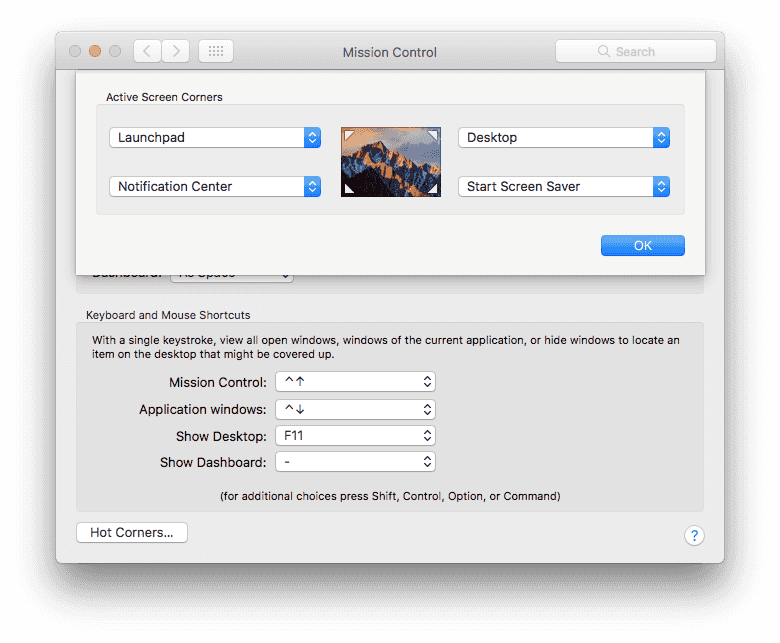 Mission Control
Search
Active Screen Corners
Launchpad
Desktop
Notification Center
Start Screen Saver
OK
Dashboard: As Space
Keyboard and Mouse Shortcuts
With a single keystroke, view all open windows, windows of the current application, or hide windows to locate an
item on the desktop that might be covered up.
Mission Control: ^↑
Application windows: ^↓
Show Desktop: F11
Show Dashboard: -
(for additional choices press Shift, Control, Option, or Command)
Hot Corners...
?